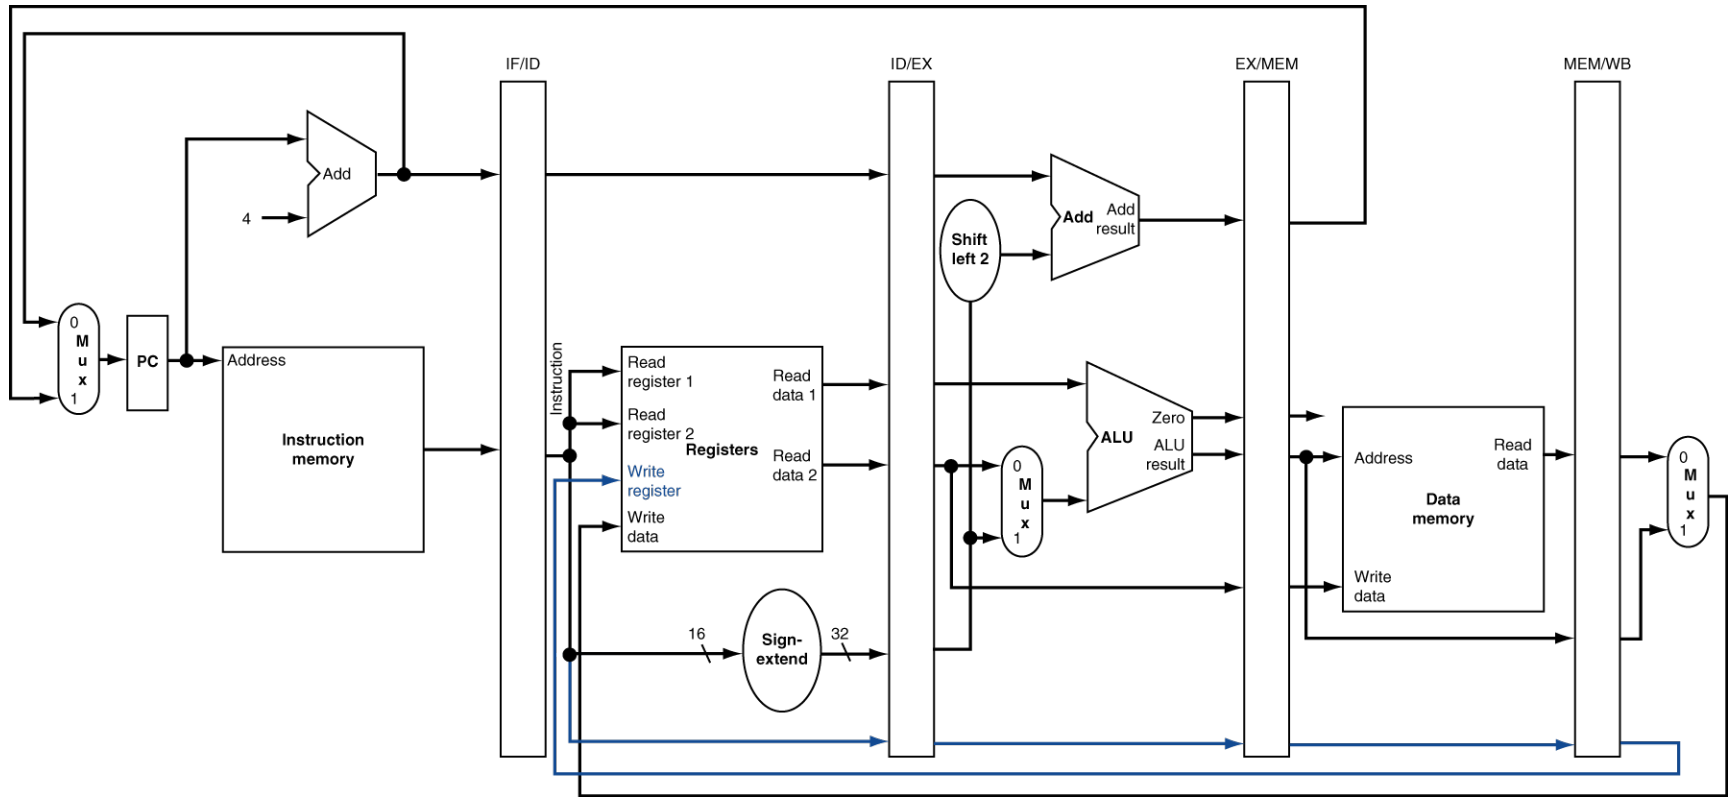 IF/ID
ID/EX
EX/MEM
MEM/WB
Add
4
Shift
left 2
Add
Add
result
0
M
u
x
1
PC
Address
Instruction
memory
Instruction
Read
register 1
Read
register 2
Write
register
Write
data
Registers
Read
data 1
Read
data 2
16
Sign-
extend
32
0
M
u
x
1
Zero
ALU
ALU
result
Address
Read
data
Data
memory
Write
data
0
M
u
x
1